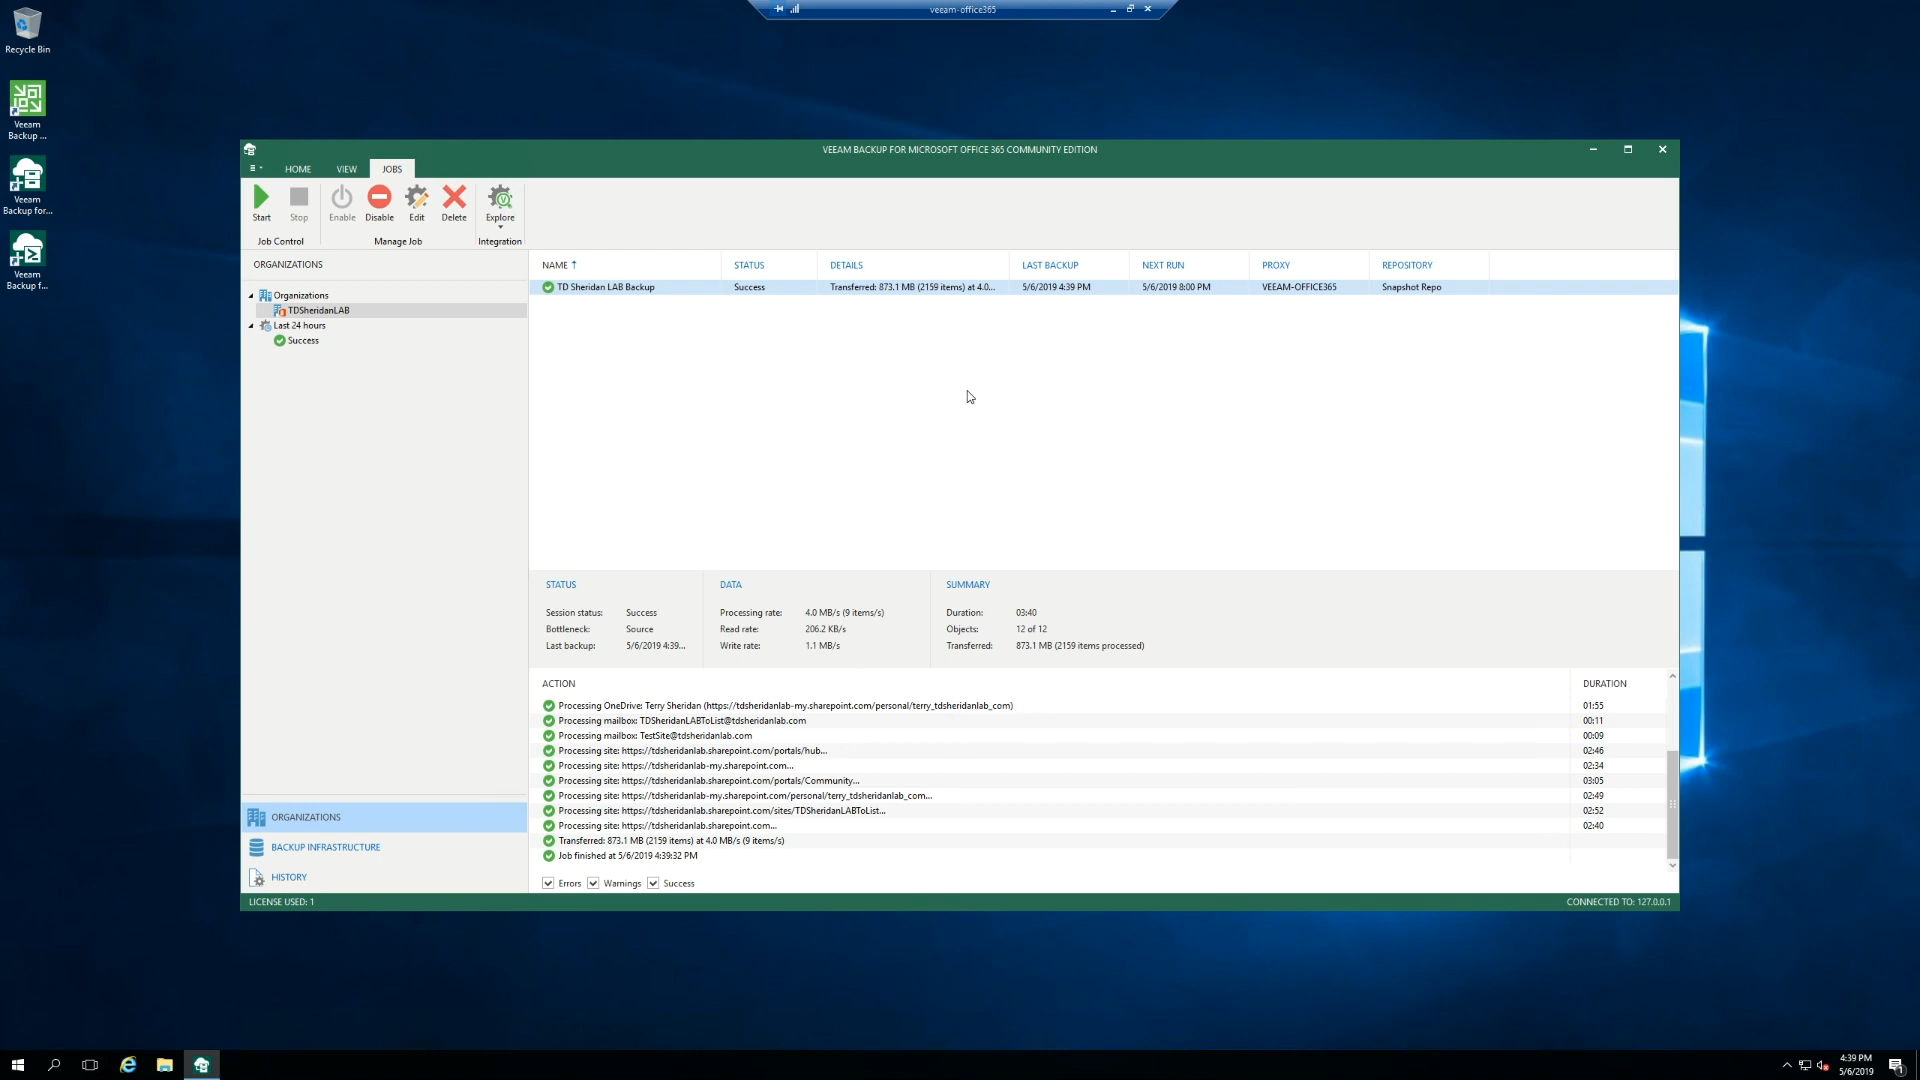 veeam-office365
Recycle Bin
Veeam
Backup ...
Veeam
Backup for...
Veeam
Backup f...
VEEAM BACKUP FOR MICROSOFT OFFICE 365 COMMUNITY EDITION
HOME VIEW JOBS
Start Stop Enable Disable Edit Delete Explore
Job Control Manage Job Integration
ORGANIZATIONS
Organizations
TDSheridanLAB
Last 24 hours
Success
NAME STATUS DETAILS LAST BACKUP NEXT RUN PROXY REPOSITORY
TD Sheridan LAB Backup Success Transferred: 873.1 MB (2159 items) at 4.0... 5/6/2019 4:39 PM 5/6/2019 8:00 PM VEEAM-OFFICE365 Snapshot Repo
STATUS DATA SUMMARY
Session status: Success Processing rate: 4.0 MB/s (9 items/s) Duration: 03:40
Bottleneck: Source Read rate: 206.2 KB/s Objects: 12 of 12
Last backup: 5/6/2019 4:39... Write rate: 1.1 MB/s Transferred: 873.1 MB (2159 items processed)
ACTION DURATION
Processing OneDrive: Terry Sheridan (https://tdsheridanlab-my.sharepoint.com/personal/terry_tdsheridanlab_com) 01:55
Processing mailbox: TDSheridanLABToList@tdsheridanlab.com 00:11
Processing mailbox: TestSite@tdsheridanlab.com 00:09
Processing site: https://tdsheridanlab.sharepoint.com/portals/hub... 02:46
Processing site: https://tdsheridanlab-my.sharepoint.com... 02:34
Processing site: https://tdsheridanlab.sharepoint.com/portals/Community... 03:05
Processing site: https://tdsheridanlab-my.sharepoint.com/personal/terry_tdsheridanlab_com... 02:49
Processing site: https://tdsheridanlab.sharepoint.com/sites/TDSheridanLABToList... 02:52
Processing site: https://tdsheridanlab.sharepoint.com... 02:40
Transferred: 873.1 MB (2159 items) at 4.0 MB/s (9 items/s)
Job finished at 5/6/2019 4:39:32 PM
Errors Warnings Success
ORGANIZATIONS
BACKUP INFRASTRUCTURE
HISTORY
LICENSE USED: 1 CONNECTED TO: 127.0.0.1
4:39 PM
5/6/2019
1